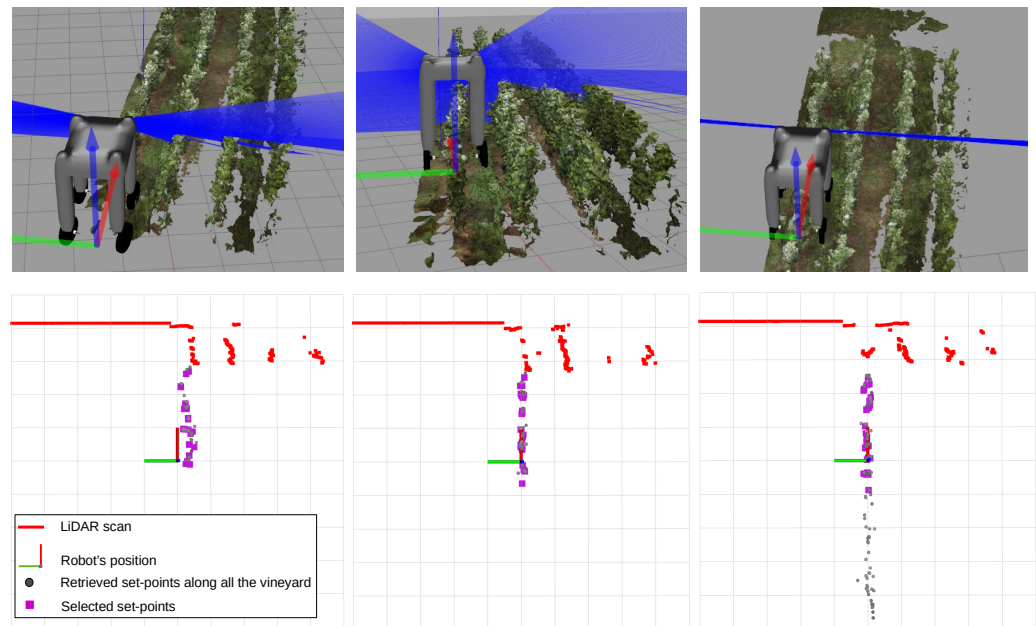 LiDAR scan
Robot's position
Retrieved set-points along all the vineyard
Selected set-points